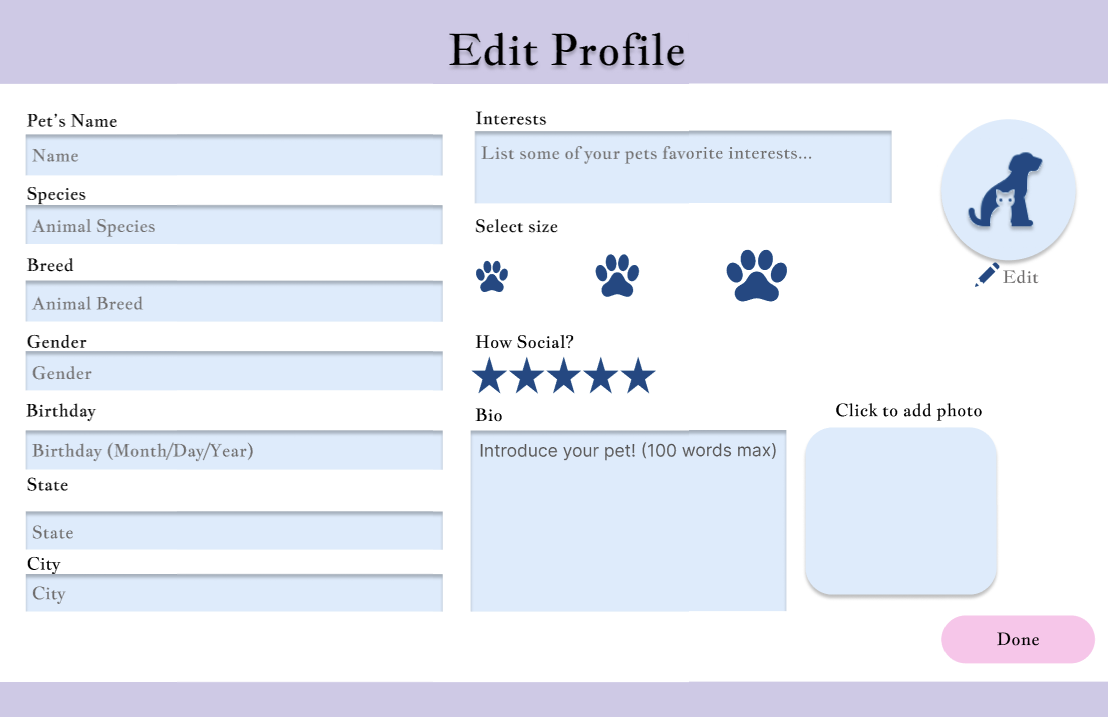 Edit Profile
Pet's Name
Name
Species
Animal Species
Breed
Animal Breed
Gender
Gender
Birthday
Birthday (Month/Day/Year)
State
State
City
City
Interests
List some of your pets favorite interests...
Select size
How Social?
Bio
Introduce your pet! (100 words max)
Edit
Click to add photo
Done